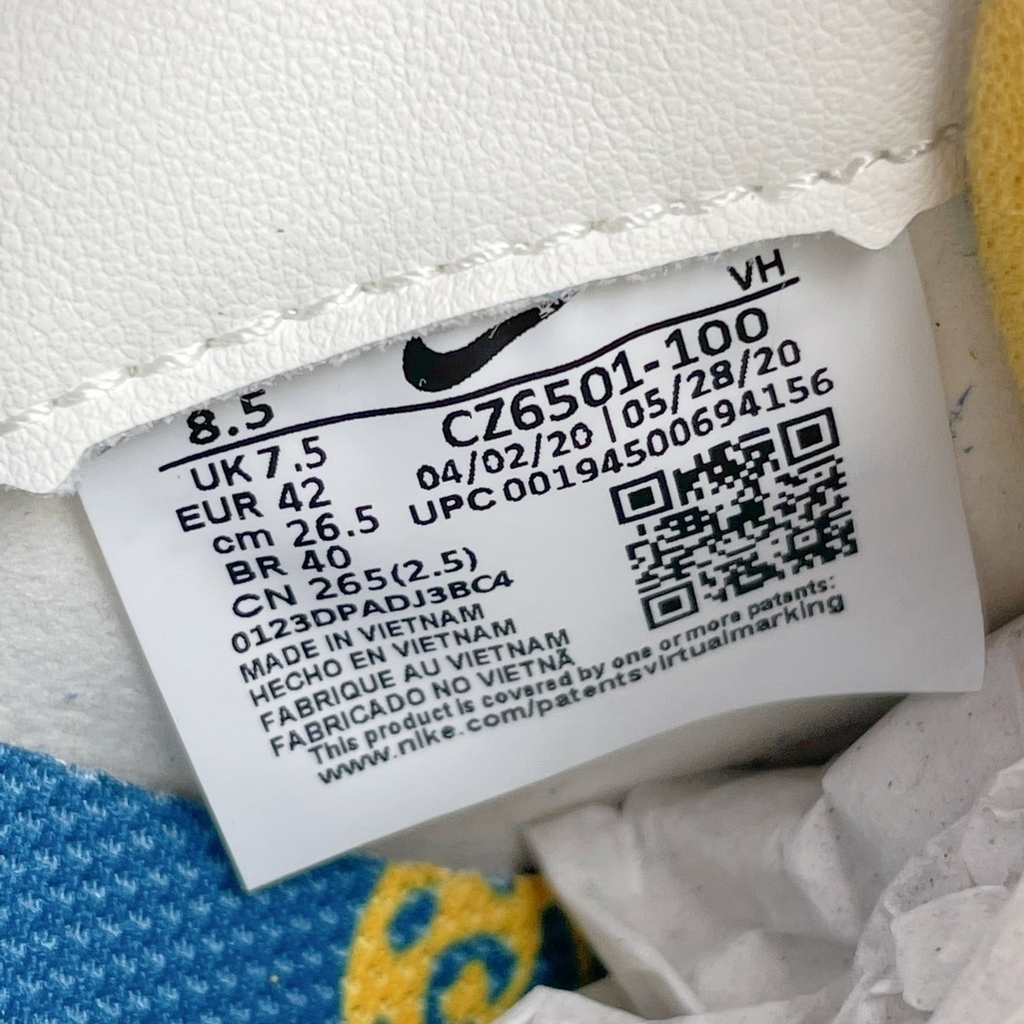 VH
8.5
CZ6501-100
UK 7.5
04/02/20 | 05/28/20
EUR 42
UPC 00194500694156
cm 26.5
BR 40
CN 265(2.5)
0123DPADJ3BC4
MADE IN VIETNAM
HECHO EN VIETNAM
FABRIQUE AU VIETNAM
FABRICADO NO VIETNÃ
This product is covered by one or more patents:
www.nike.com/patentsvirtualmarking